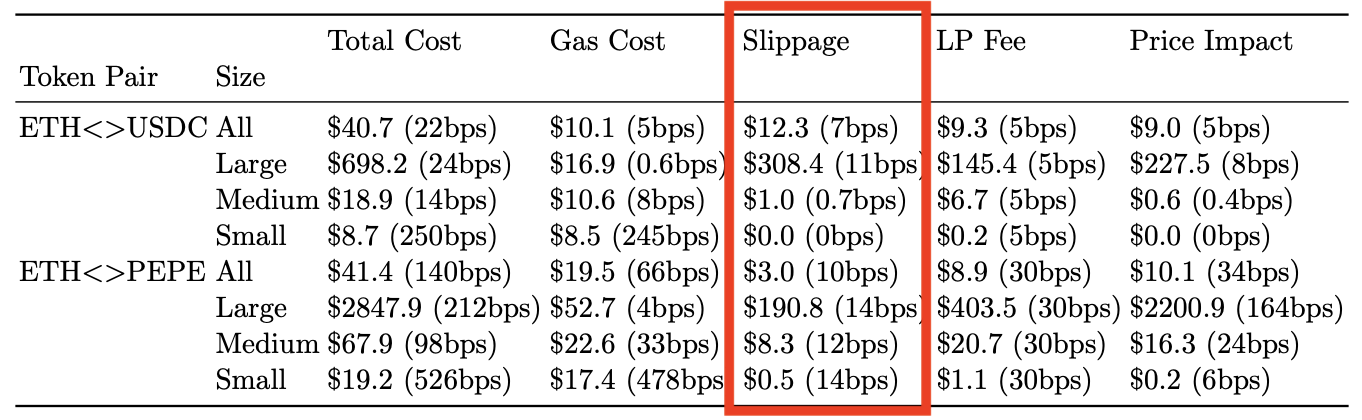 Total Cost Gas Cost Slippage LP Fee Price Impact
Token Pair Size
ETH<>USDC All $40.7 (22bps) $10.1 (5bps) $12.3 (7bps) $9.3 (5bps) $9.0 (5bps)
Large $698.2 (24bps) $16.9 (0.6bps) $308.4 (11bps) $145.4 (5bps) $227.5 (8bps)
Medium $18.9 (14bps) $10.6 (8bps) $1.0 (0.7bps) $6.7 (5bps) $0.6 (0.4bps)
Small $8.7 (250bps) $8.5 (245bps) $0.0 (0bps) $0.2 (5bps) $0.0 (0bps)
ETH<>PEPE All $41.4 (140bps) $19.5 (66bps) $3.0 (10bps) $8.9 (30bps) $10.1 (34bps)
Large $2847.9 (212bps) $52.7 (4bps) $190.8 (14bps) $403.5 (30bps) $2200.9 (164bps)
Medium $67.9 (98bps) $22.6 (33bps) $8.3 (12bps) $20.7 (30bps) $16.3 (24bps)
Small $19.2 (526bps) $17.4 (478bps $0.5 (14bps) $1.1 (30bps) $0.2 (6bps)